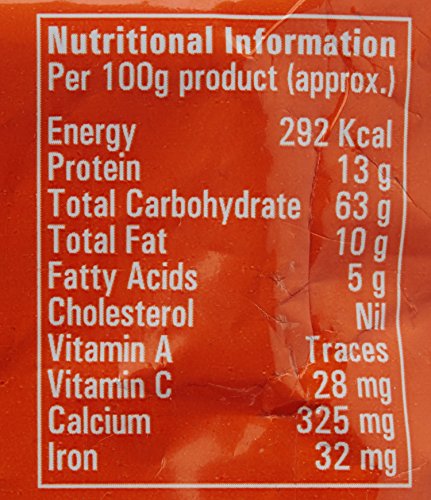 Nutritional Information
Per 100g product (approx.)
Energy 292 Kcal
Protein 13 g
Total Carbohydrate 63 g
Total Fat 10 g
Fatty Acids 5 g
Cholesterol Nil
Vitamin A Traces
Vitamin C 28 mg
Calcium 325 mg
Iron 32 mg